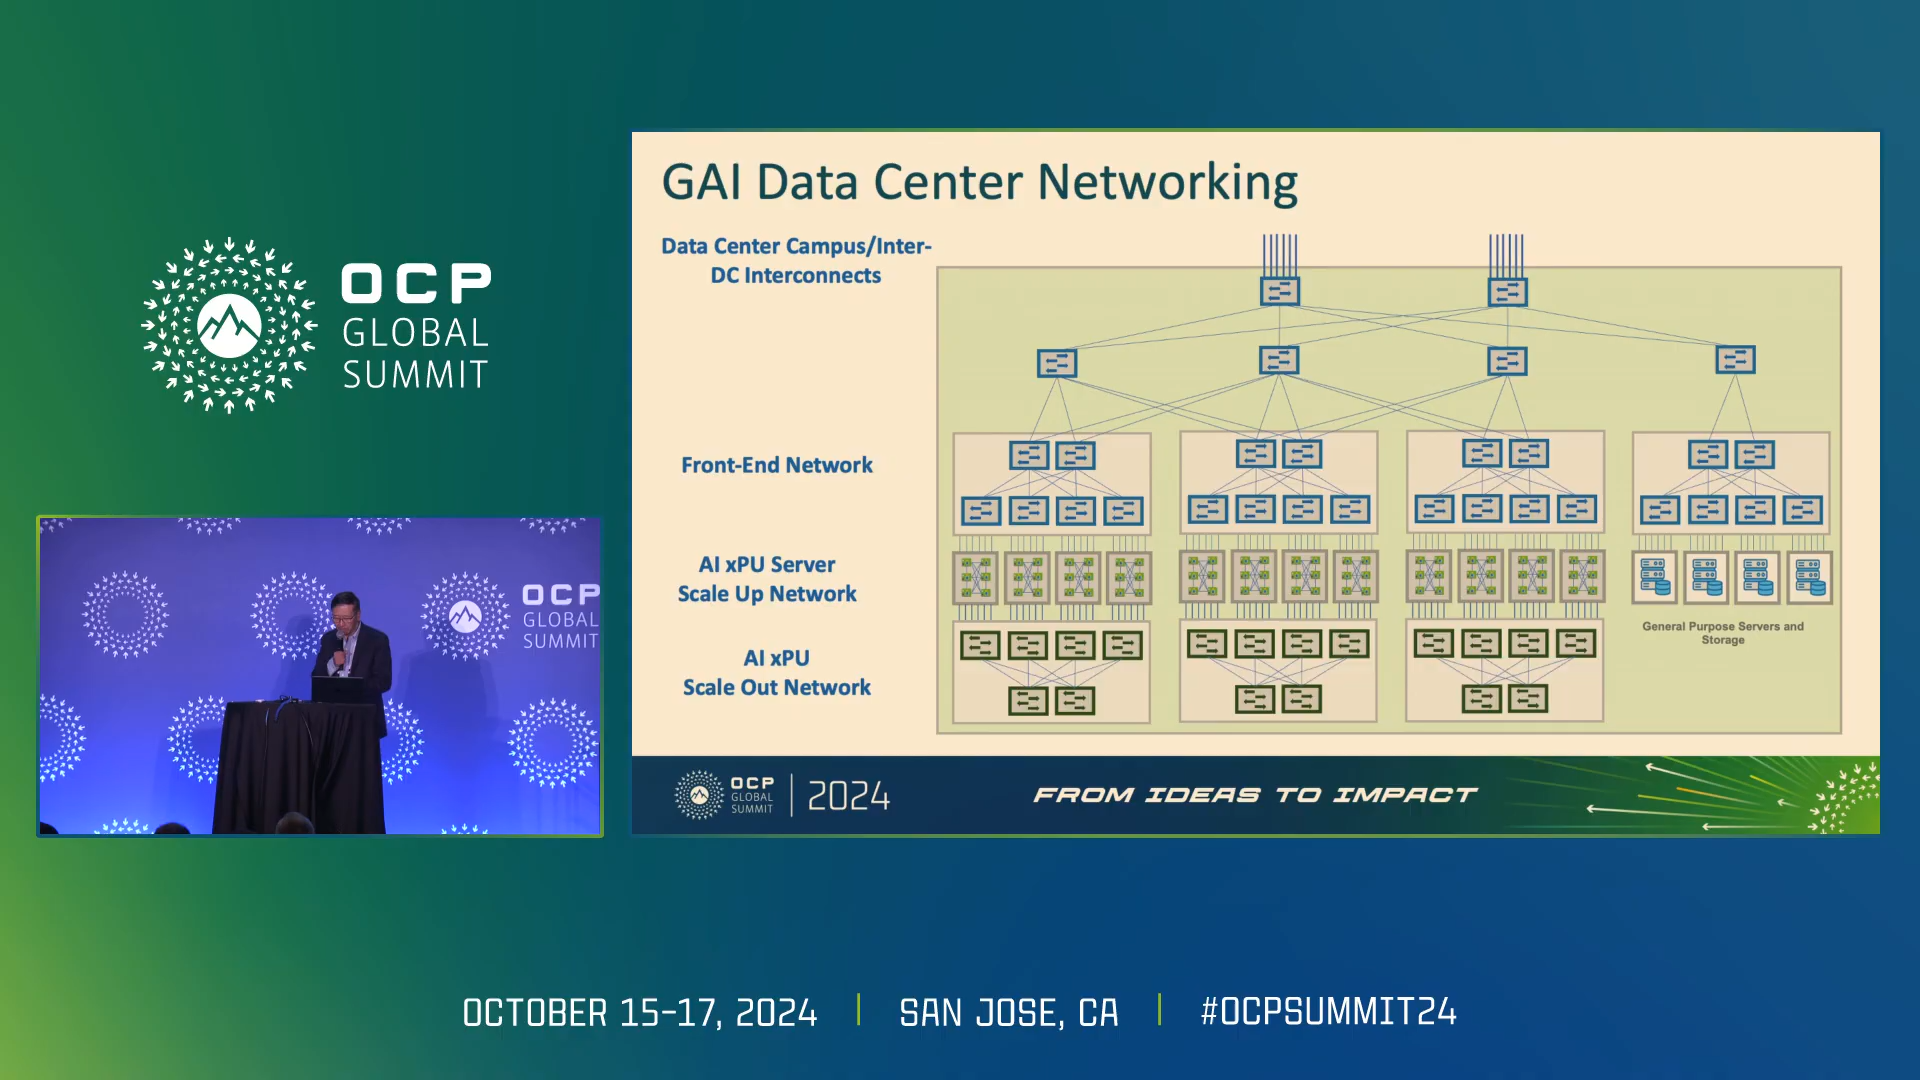 OCP
GLOBAL
SUMMIT
GAI Data Center Networking
Data Center Campus/Inter-
DC Interconnects
Front-End Network
AI xPU Server
Scale Up Network
AI xPU
Scale Out Network
General Purpose Servers and
Storage
OCP
GLOBAL
SUMMIT
OCP
GLOBAL
SUMMIT
2024
FROM IDEAS TO IMPACT
OCTOBER 15-17, 2024
SAN JOSE, CA
#OCPSUMMIT24